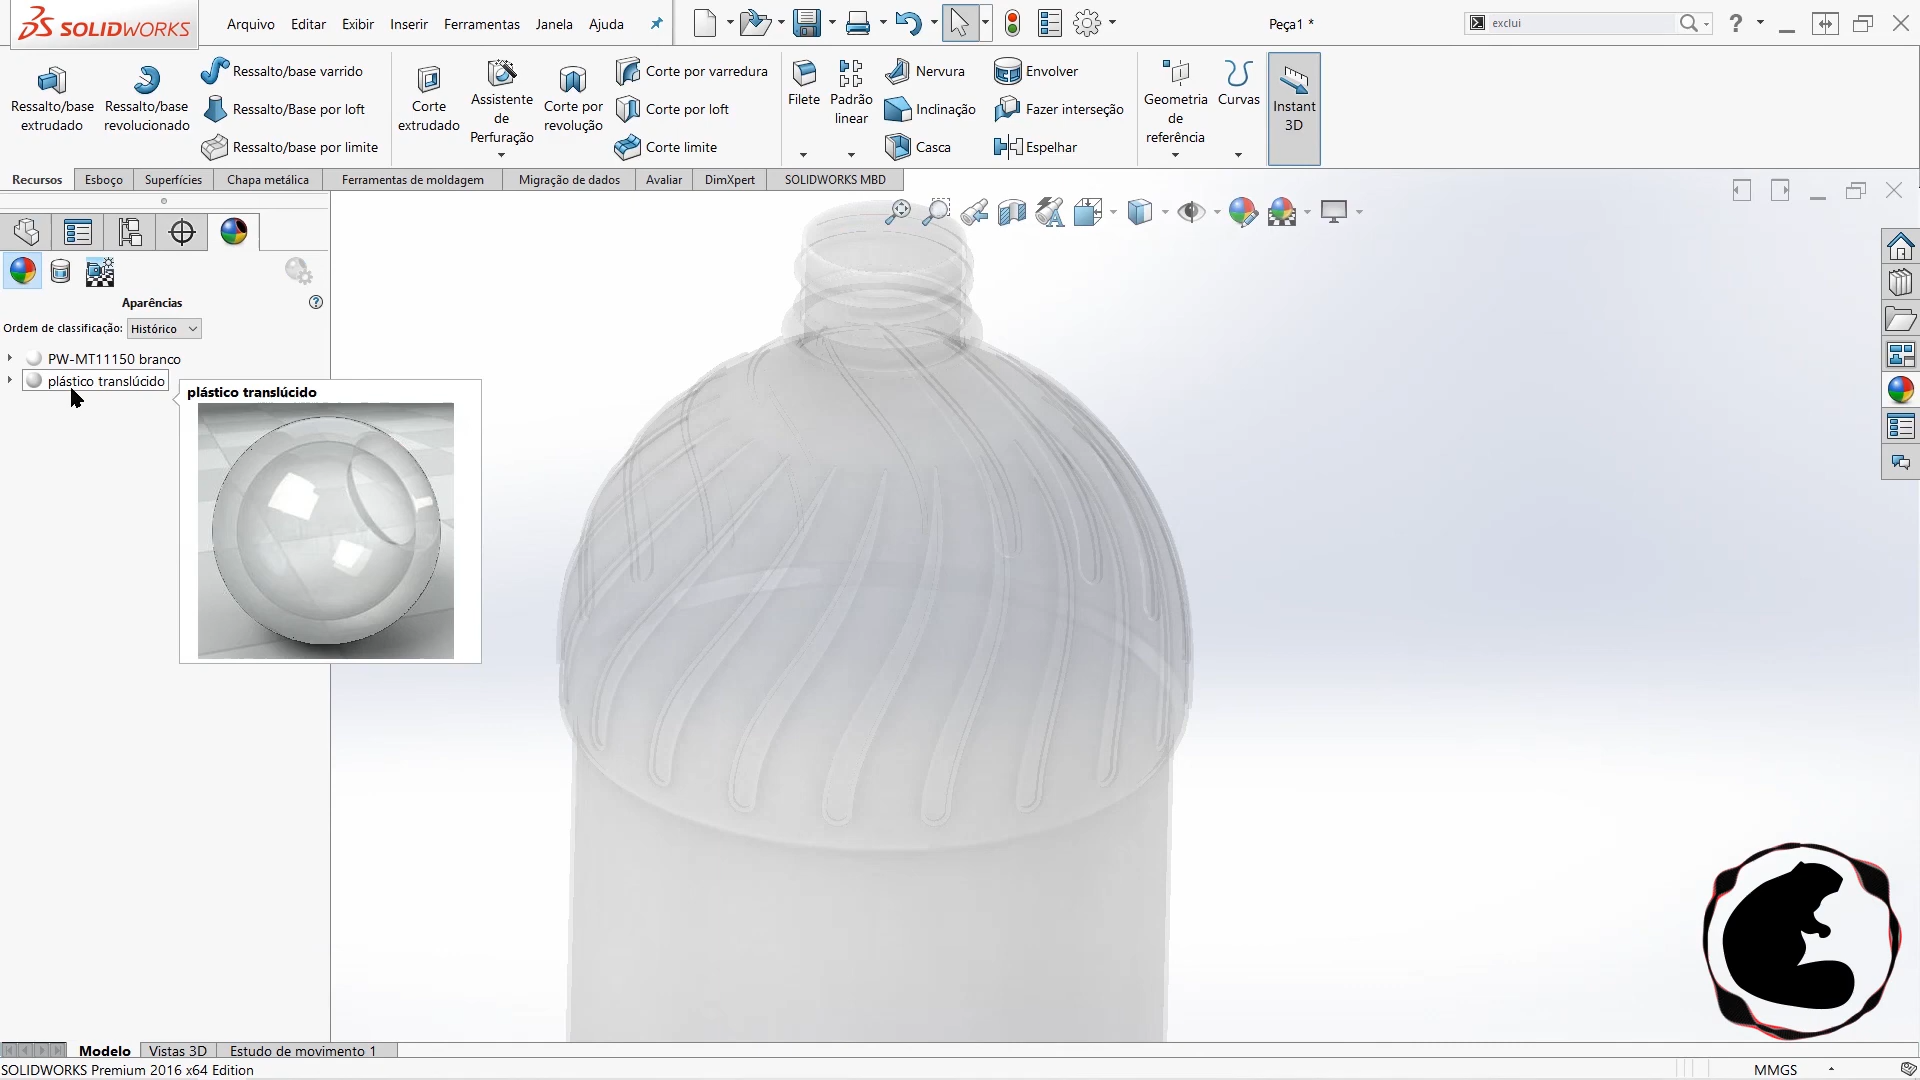 SOLIDWORKS
Arquivo Editar Exibir Inserir Ferramentas Janela Ajuda
Peça1 *
exclui
?
Ressalto/base extrudado
Ressalto/base revolucionado
Ressalto/base varrido
Ressalto/Base por loft
Ressalto/base por limite
Corte extrudado
Assistente de Perfuração
Corte por revolução
Corte por varredura
Corte por loft
Corte limite
Filete
Padrão linear
Nervura
Inclinação
Casca
Envolver
Fazer interseção
Espelhar
Geometria de referência
Curvas
Instant 3D
Recursos Esboço Superfícies Chapa metálica Ferramentas de moldagem Migração de dados Avaliar DimXpert SOLIDWORKS MBD
Aparências
Ordem de classificação: Histórico
PW-MT11150 branco
plástico translúcido
plástico translúcido
Modelo Vistas 3D Estudo de movimento 1
SOLIDWORKS Premium 2016 x64 Edition
MMGS